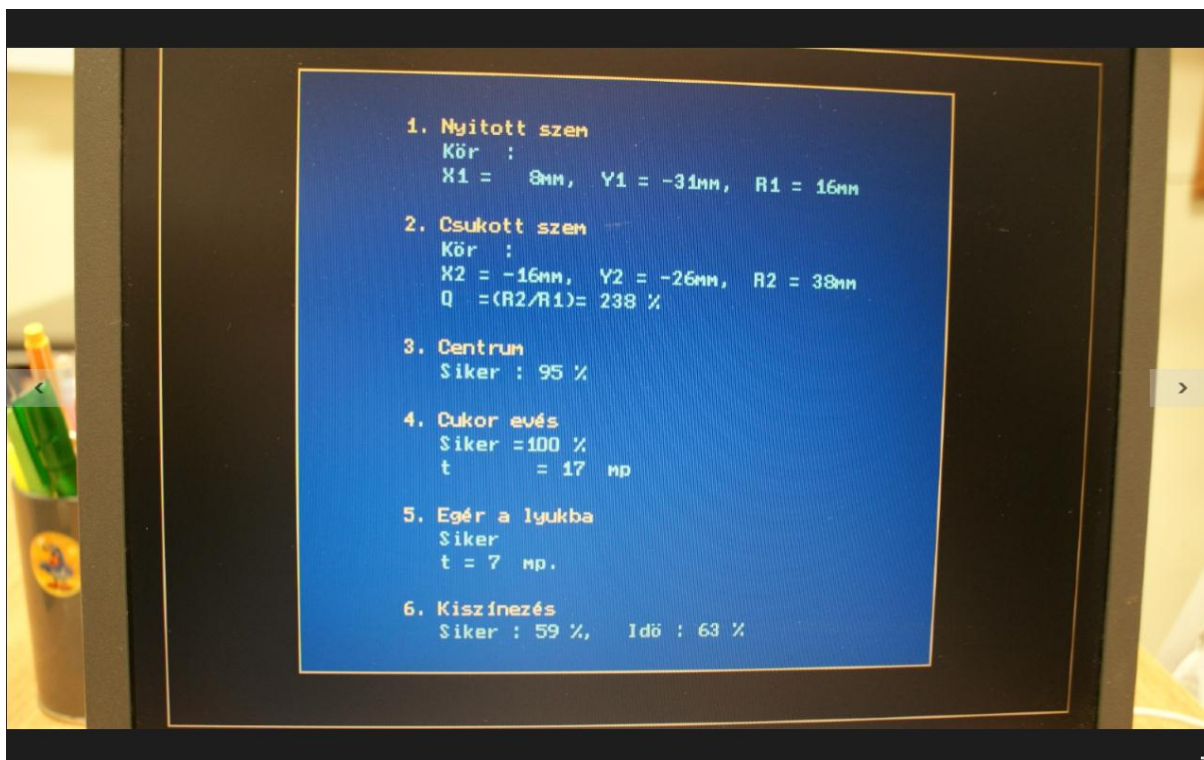 1. Nyitott szem
Kör :
X1 = 8mm, Y1 = -31mm, R1 = 16mm
2. Csukott szem
Kör :
X2 = -16mm, Y2 = -26mm, R2 = 38mm
Q =(R2/R1)= 238 %
3. Centrum
Siker : 95 %
4. Cukor evés
Siker =100 %
t = 17 mp
5. Egér a lyukba
Siker
t = 7 mp.
6. Kiszínezés
Siker : 59 %, Idö : 63 %